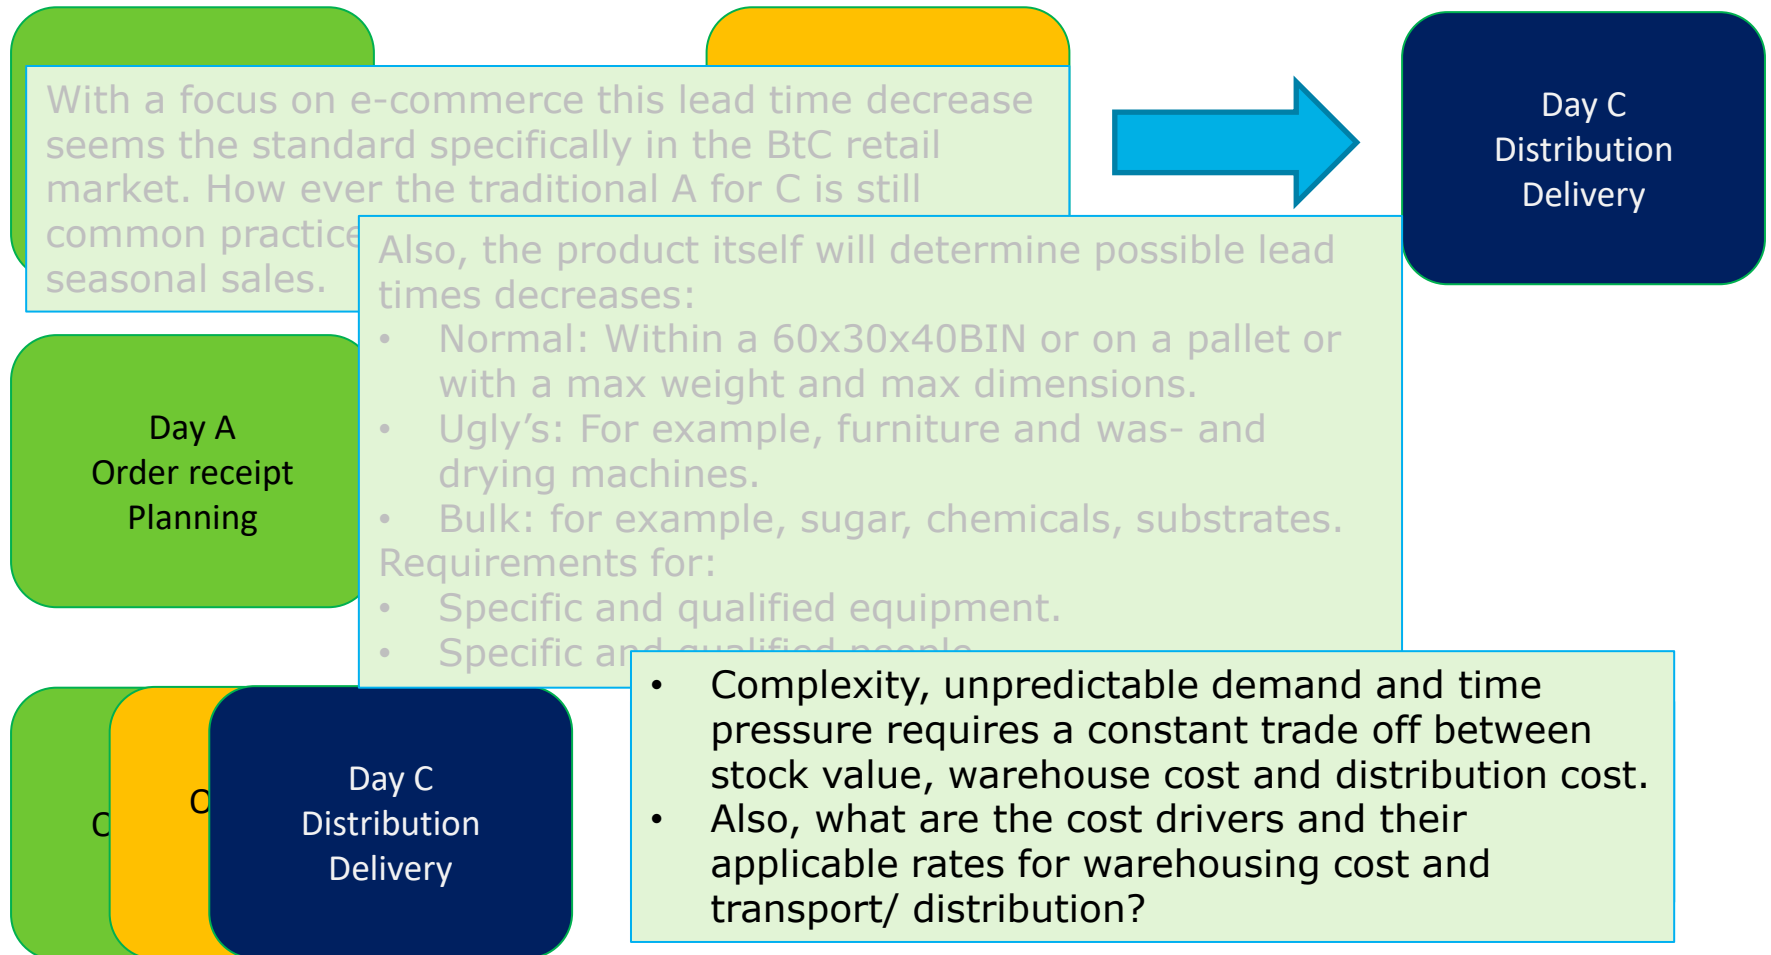 With a focus on e-commerce this lead time decrease
seems the standard specifically in the BtC retail
market. How ever the traditional A for C is still
common practice
seasonal sales.
Day C
Distribution
Delivery
Also, the product itself will determine possible lead
times decreases:
• Normal: Within a 60x30x40BIN or on a pallet or
with a max weight and max dimensions.
• Ugly’s: For example, furniture and was- and
drying machines.
• Bulk: for example, sugar, chemicals, substrates.
Requirements for:
• Specific and qualified equipment.
• Specific and qualified people
Day A
Order receipt
Planning
O
O
Day C
Distribution
Delivery
• Complexity, unpredictable demand and time
pressure requires a constant trade off between
stock value, warehouse cost and distribution cost.
• Also, what are the cost drivers and their
applicable rates for warehousing cost and
transport/ distribution?